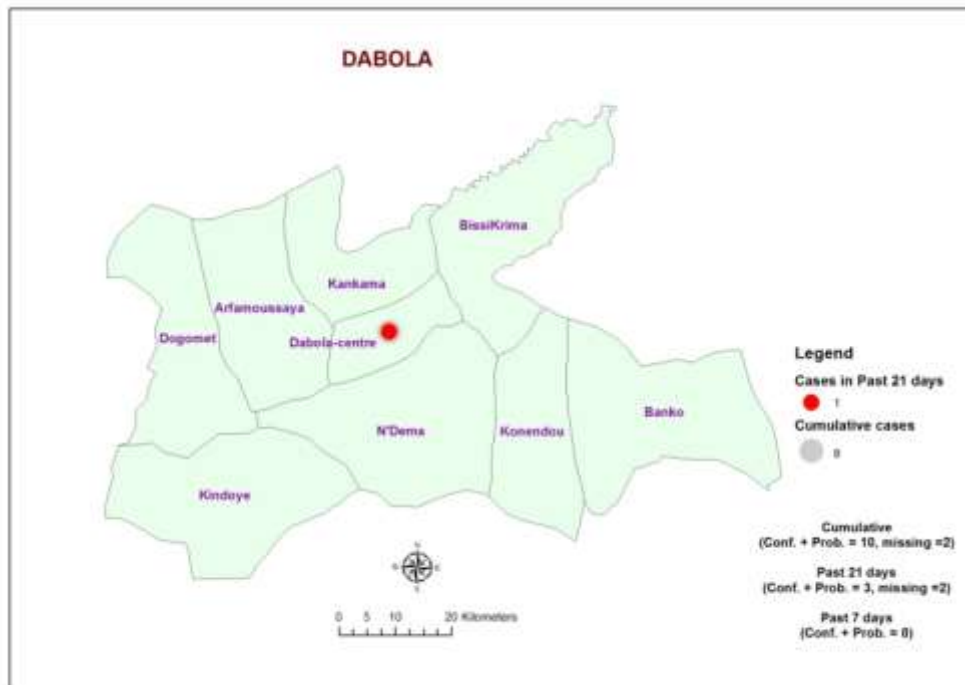 DABOLA
BissiKrima
Kankama
Arfamoussaya
Dogomet
Dabola-centre
N'Dema
Konendou
Banko
Kindoye
Legend
Cases in Past 21 days
1
Cumulative cases
8
Cumulative
(Conf. + Prob. = 10, missing =2)
Past 21 days
(Conf. + Prob. = 3, missing =2)
Past 7 days
(Conf. + Prob. = 0)
N
S
0 5 10 20 Kilometers